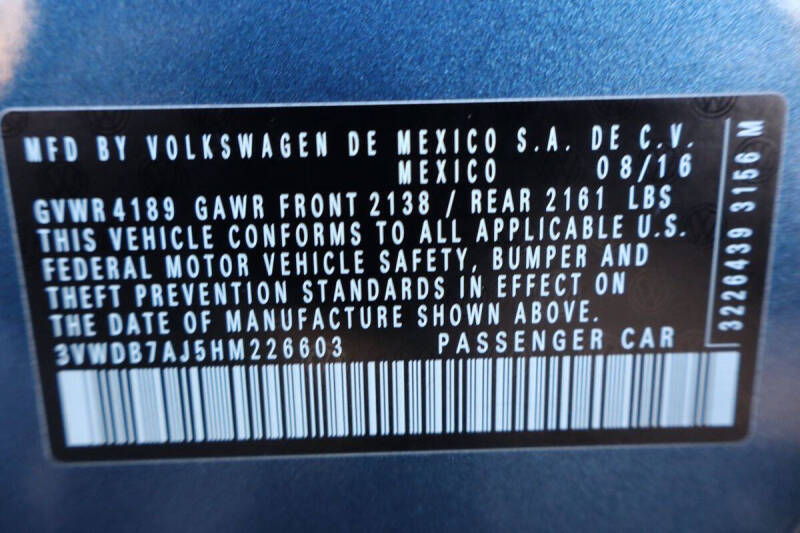 MFD BY VOLKSWAGEN DE MEXICO S.A. DE C.V.
MEXICO 08/16
GVWR 4189 GAWR FRONT 2138 / REAR 2161 LBS
THIS VEHICLE CONFORMS TO ALL APPLICABLE U.S.
FEDERAL MOTOR VEHICLE SAFETY, BUMPER AND
THEFT PREVENTION STANDARDS IN EFFECT ON
THE DATE OF MANUFACTURE SHOWN ABOVE.
3VWDB7AJ5HM226603 PASSENGER CAR
3226439 3156 M